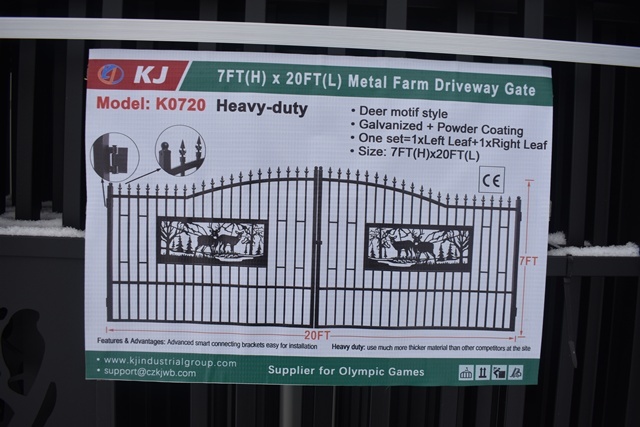 KJ
7FT(H) x 20FT(L) Metal Farm Driveway Gate
Model: K0720 Heavy-duty
• Deer motif style
• Galvanized + Powder Coating
• One set=1xLeft Leaf+1xRight Leaf
• Size: 7FT(H)x20FT(L)
CE
7FT
20FT
Features & Advantages: Advanced smart connecting brackets easy for installation
Heavy duty: use much more thicker material than other competitors at the site
• www.kjindustrialgroup.com
• support@czkjwb.com
Supplier for Olympic Games